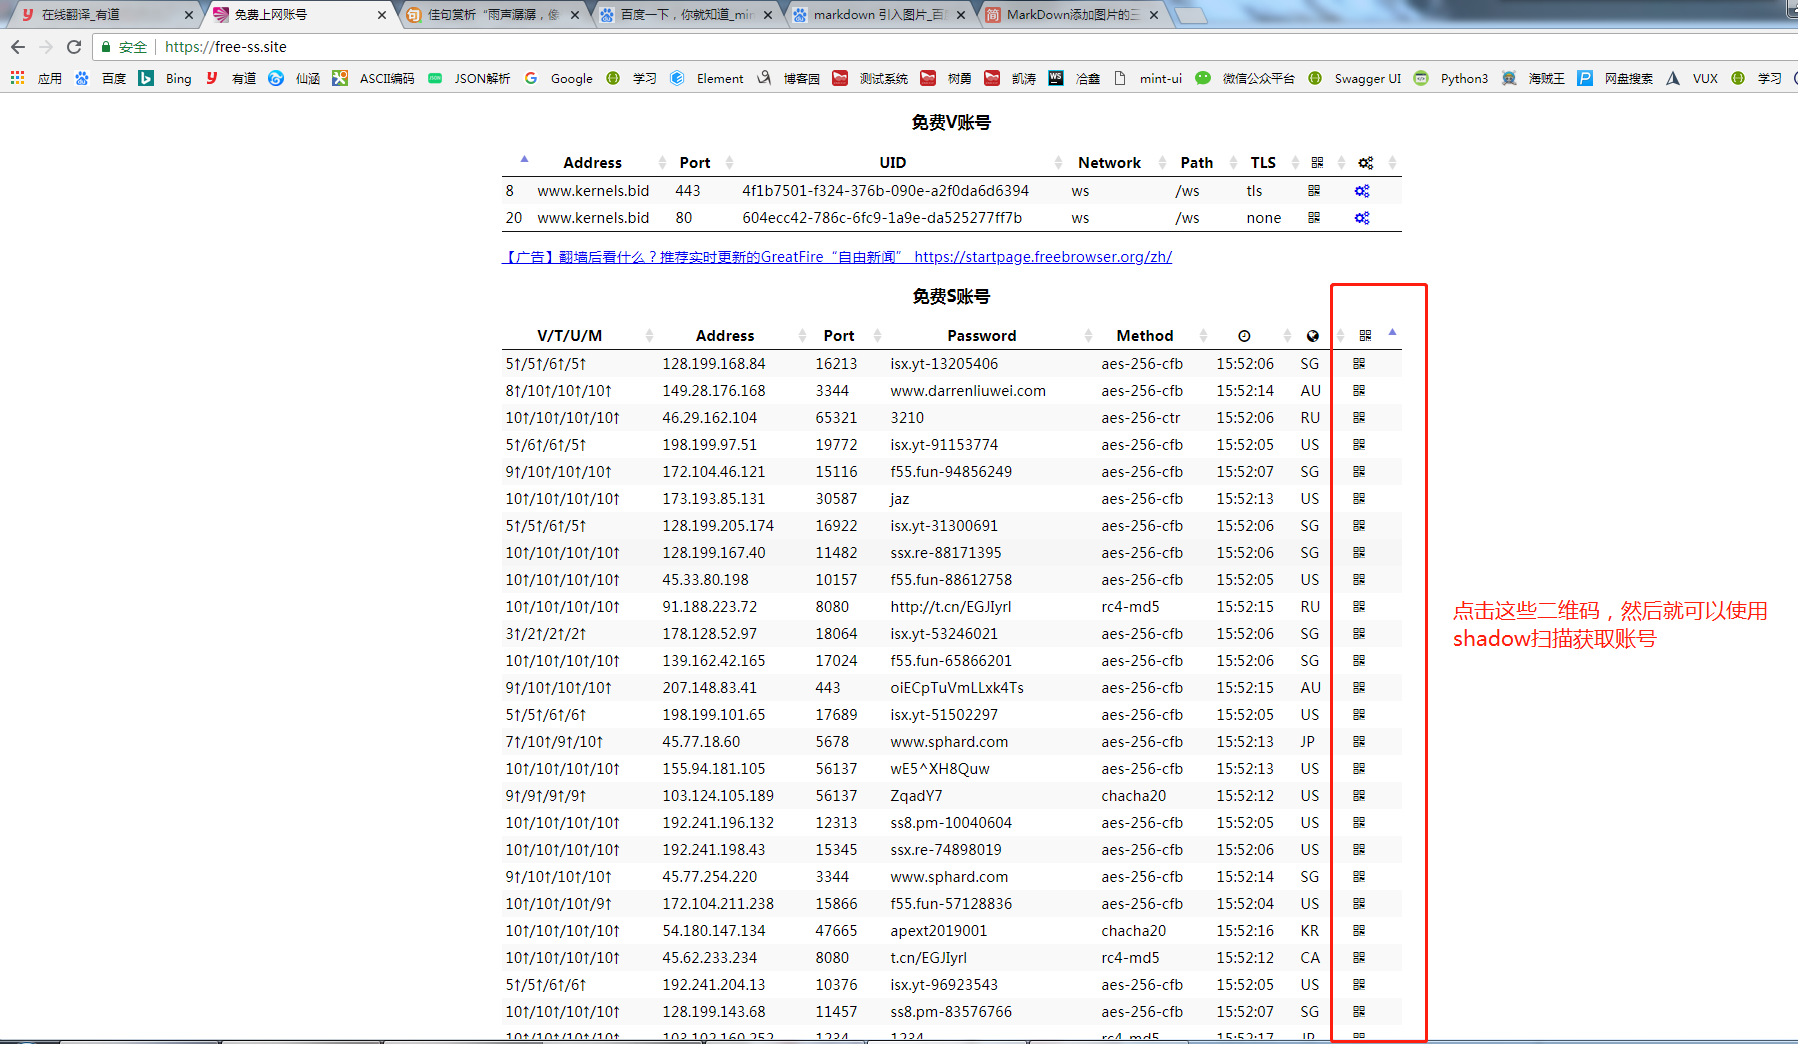 在线翻译_有道
免费上网账号
佳句赏析“雨声潺潺，像
百度一下，你就知道_mir
markdown 引入图片_百
MarkDown添加图片的三
安全 https://free-ss.site
应用 百度 Bing 有道 仙涵 ASCII编码 JSON解析 Google 学习 Element 博客园 测试系统 树勇 凯涛 冶鑫 mint-ui 微信公众平台 Swagger UI Python3 海贼王 网盘搜索 VUX 学习
免费V账号
Address Port UID Network Path TLS
8 www.kernels.bid 443 4f1b7501-f324-376b-090e-a2f0da6d6394 ws /ws tls
20 www.kernels.bid 80 604ecc42-786c-6fc9-1a9e-da525277ff7b ws /ws none
【广告】翻墙后看什么？推荐实时更新的GreatFire“自由新闻” https://startpage.freebrowser.org/zh/
免费S账号
V/T/U/M Address Port Password Method
5↑/5↑/6↑/5↑ 128.199.168.84 16213 isx.yt-13205406 aes-256-cfb 15:52:06 SG
8↑/10↑/10↑/10↑ 149.28.176.168 3344 www.darrenliuwei.com aes-256-cfb 15:52:14 AU
10↑/10↑/10↑/10↑ 46.29.162.104 65321 3210 aes-256-ctr 15:52:06 RU
5↑/6↑/6↑/5↑ 198.199.97.51 19772 isx.yt-91153774 aes-256-cfb 15:52:05 US
9↑/10↑/10↑/10↑ 172.104.46.121 15116 f55.fun-94856249 aes-256-cfb 15:52:07 SG
10↑/10↑/10↑/10↑ 173.193.85.131 30587 jaz aes-256-cfb 15:52:13 US
5↑/5↑/6↑/5↑ 128.199.205.174 16922 isx.yt-31300691 aes-256-cfb 15:52:06 SG
10↑/10↑/10↑/10↑ 128.199.167.40 11482 ssx.re-88171395 aes-256-cfb 15:52:06 SG
10↑/10↑/10↑/10↑ 45.33.80.198 10157 f55.fun-88612758 aes-256-cfb 15:52:05 US
10↑/10↑/10↑/10↑ 91.188.223.72 8080 http://t.cn/EGJIyrl rc4-md5 15:52:15 RU
3↑/2↑/2↑/2↑ 178.128.52.97 18064 isx.yt-53246021 aes-256-cfb 15:52:06 SG
10↑/10↑/10↑/10↑ 139.162.42.165 17024 f55.fun-65866201 aes-256-cfb 15:52:06 SG
9↑/10↑/10↑/10↑ 207.148.83.41 443 oiECpTuVmLLxk4Ts aes-256-cfb 15:52:15 AU
5↑/5↑/6↑/6↑ 198.199.101.65 17689 isx.yt-51502297 aes-256-cfb 15:52:05 US
7↑/10↑/9↑/10↑ 45.77.18.60 5678 www.sphard.com aes-256-cfb 15:52:13 JP
10↑/10↑/10↑/10↑ 155.94.181.105 56137 wE5^XH8Quw aes-256-cfb 15:52:13 US
9↑/9↑/9↑/9↑ 103.124.105.189 56137 ZqadY7 chacha20 15:52:12 US
10↑/10↑/10↑/10↑ 192.241.196.132 12313 ss8.pm-10040604 aes-256-cfb 15:52:05 US
10↑/10↑/10↑/10↑ 192.241.198.43 15345 ssx.re-74898019 aes-256-cfb 15:52:06 US
9↑/10↑/10↑/10↑ 45.77.254.220 3344 www.sphard.com aes-256-cfb 15:52:14 SG
10↑/10↑/10↑/9↑ 172.104.211.238 15866 f55.fun-57128836 aes-256-cfb 15:52:04 US
10↑/10↑/10↑/10↑ 54.180.147.134 47665 apext2019001 chacha20 15:52:16 KR
10↑/10↑/10↑/10↑ 45.62.233.234 8080 t.cn/EGJIyrl rc4-md5 15:52:12 CA
5↑/5↑/6↑/6↑ 192.241.204.13 10376 isx.yt-96923543 aes-256-cfb 15:52:05 US
10↑/10↑/10↑/10↑ 128.199.143.68 11457 ss8.pm-83576766 aes-256-cfb 15:52:07 SG
10↑/10↑/10↑/10↑ 103.102.160.252 1234 1234 rc4-md5 15:52:17 JP
点击这些二维码，然后就可以使用
shadow扫描获取账号